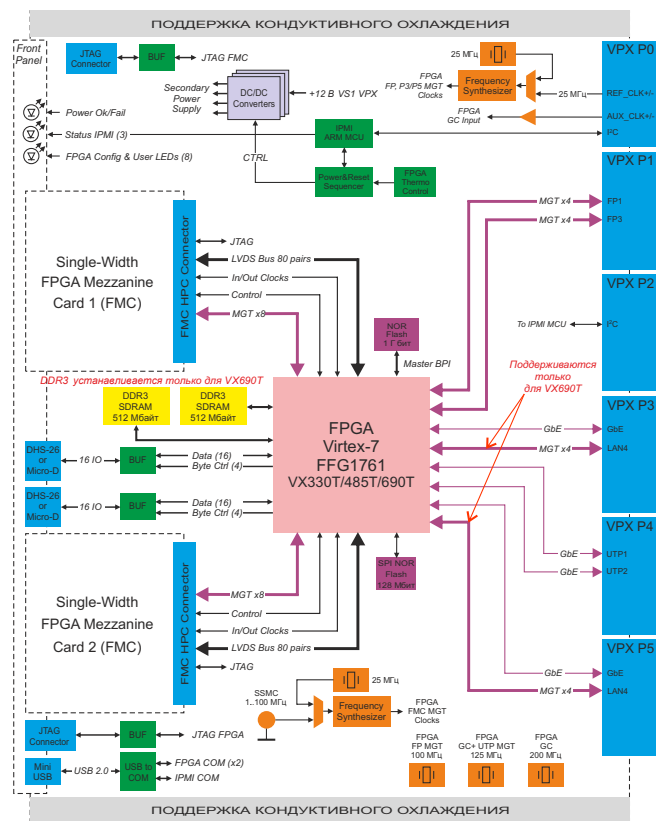 ПОДДЕРЖКА КОНДУКТИВНОГО ОХЛАЖДЕНИЯ
Front
Panel
JTAG
Connector
BUF
JTAG FMC
Secondary
Power
Supply
DC/DC
Converters
+12 В VS1 VPX
25 МГц
FPGA
FP, P3/P5 MGT
Clocks
Frequency
Synthesizer
25 МГц
VPX P0
REF_CLK+/-
AUX_CLK+/-
I²C
FPGA
GC Input
Power Ok/Fail
Status IPMI (3)
FPGA Config & User LEDs (8)
CTRL
IPMI
ARM MCU
Power&Reset
Sequencer
FPGA
Thermo
Control
VPX P1
FP1
FP3
MGT x4
MGT x4
Single-Width
FPGA Mezzanine
Card 1 (FMC)
FMC HPC Connector
JTAG
LVDS Bus 80 pairs
In/Out Clocks
Control
MGT x8
VPX P2
I²C
To IPMI MCU
NOR
Flash
1 Гбит
Master BPI
Поддерживаются
только
для VX690T
DDR3 устанавливается только для VX690T
DDR3
SDRAM
512 Мбайт
DDR3
SDRAM
512 Мбайт
FPGA
Virtex-7
FFG1761
VX330T/485T/690T
VPX P3
GbE
LAN4
GbE
MGT x4
DHS-26
or
Micro-D
16 IO
BUF
Data (16)
Byte Ctrl (4)
DHS-26
or
Micro-D
16 IO
BUF
Data (16)
Byte Ctrl (4)
VPX P4
UTP1
UTP2
GbE
GbE
SPI NOR
Flash
128 Мбит
Single-Width
FPGA Mezzanine
Card 2 (FMC)
FMC HPC Connector
MGT x8
Control
In/Out Clocks
LVDS Bus 80 pairs
JTAG
VPX P5
GbE
LAN4
GbE
MGT x4
SSMC
1..100 МГц
25 МГц
Frequency
Synthesizer
FPGA
FMC MGT
Clocks
JTAG
Connector
BUF
JTAG FPGA
Mini
USB
USB 2.0
USB to
COM
FPGA COM (x2)
IPMI COM
FPGA
FP MGT
100 МГц
FPGA
GC+ UTP MGT
125 МГц
FPGA
GC
200 МГц
ПОДДЕРЖКА КОНДУКТИВНОГО ОХЛАЖДЕНИЯ